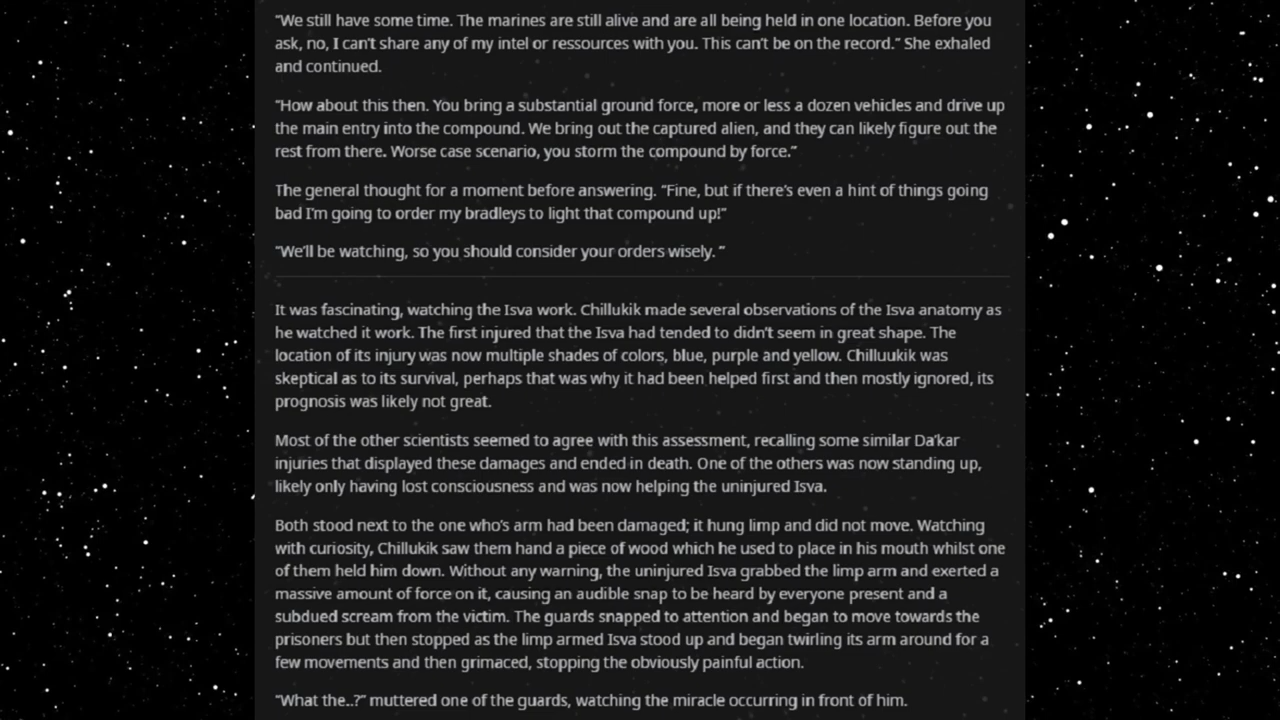 “We still have some time. The marines are still alive and are all being held in one location. Before you
ask, no, I can’t share any of my intel or ressources with you. This can’t be on the record.” She exhaled
and continued.
“How about this then. You bring a substantial ground force, more or less a dozen vehicles and drive up
the main entry into the compound. We bring out the captured alien, and they can likely figure out the
rest from there. Worse case scenario, you storm the compound by force.”
The general thought for a moment before answering. “Fine, but if there’s even a hint of things going
bad I’m going to order my bradleys to light that compound up!”
“We’ll be watching, so you should consider your orders wisely. ”
It was fascinating, watching the Isva work. Chillukik made several observations of the Isva anatomy as
he watched it work. The first injured that the Isva had tended to didn’t seem in great shape. The
location of its injury was now multiple shades of colors, blue, purple and yellow. Chilluukik was
skeptical as to its survival, perhaps that was why it had been helped first and then mostly ignored, its
prognosis was likely not great.
Most of the other scientists seemed to agree with this assessment, recalling some similar Da’kar
injuries that displayed these damages and ended in death. One of the others was now standing up,
likely only having lost consciousness and was now helping the uninjured Isva.
Both stood next to the one who’s arm had been damaged; it hung limp and did not move. Watching
with curiosity, Chillukik saw them hand a piece of wood which he used to place in his mouth whilst one
of them held him down. Without any warning, the uninjured Isva grabbed the limp arm and exerted a
massive amount of force on it, causing an audible snap to be heard by everyone present and a
subdued scream from the victim. The guards snapped to attention and began to move towards the
prisoners but then stopped as the limp armed Isva stood up and began twirling its arm around for a
few movements and then grimaced, stopping the obviously painful action.
“What the..?” muttered one of the guards, watching the miracle occurring in front of him.